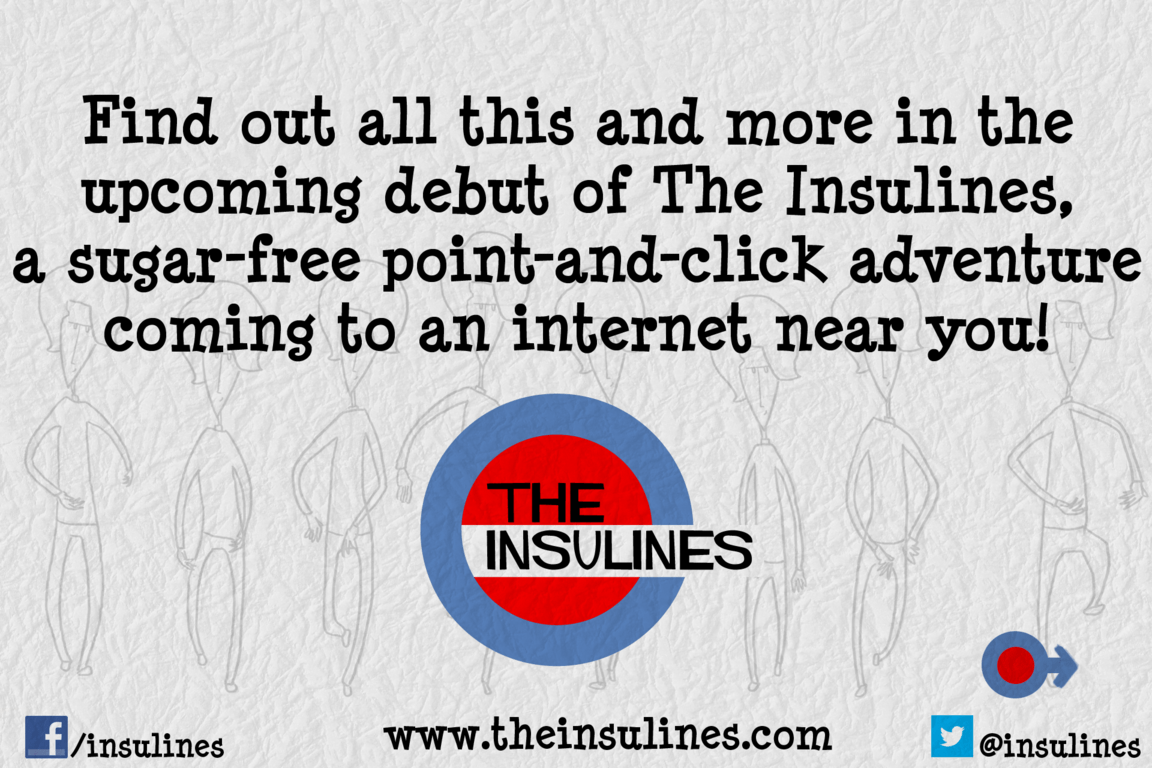 Find out all this and more in the
upcoming debut of The Insulines,
a sugar-free point-and-click adventure
coming to an internet near you!
THE
INSULINES
f/insulines
www.theinsulines.com
@insulines